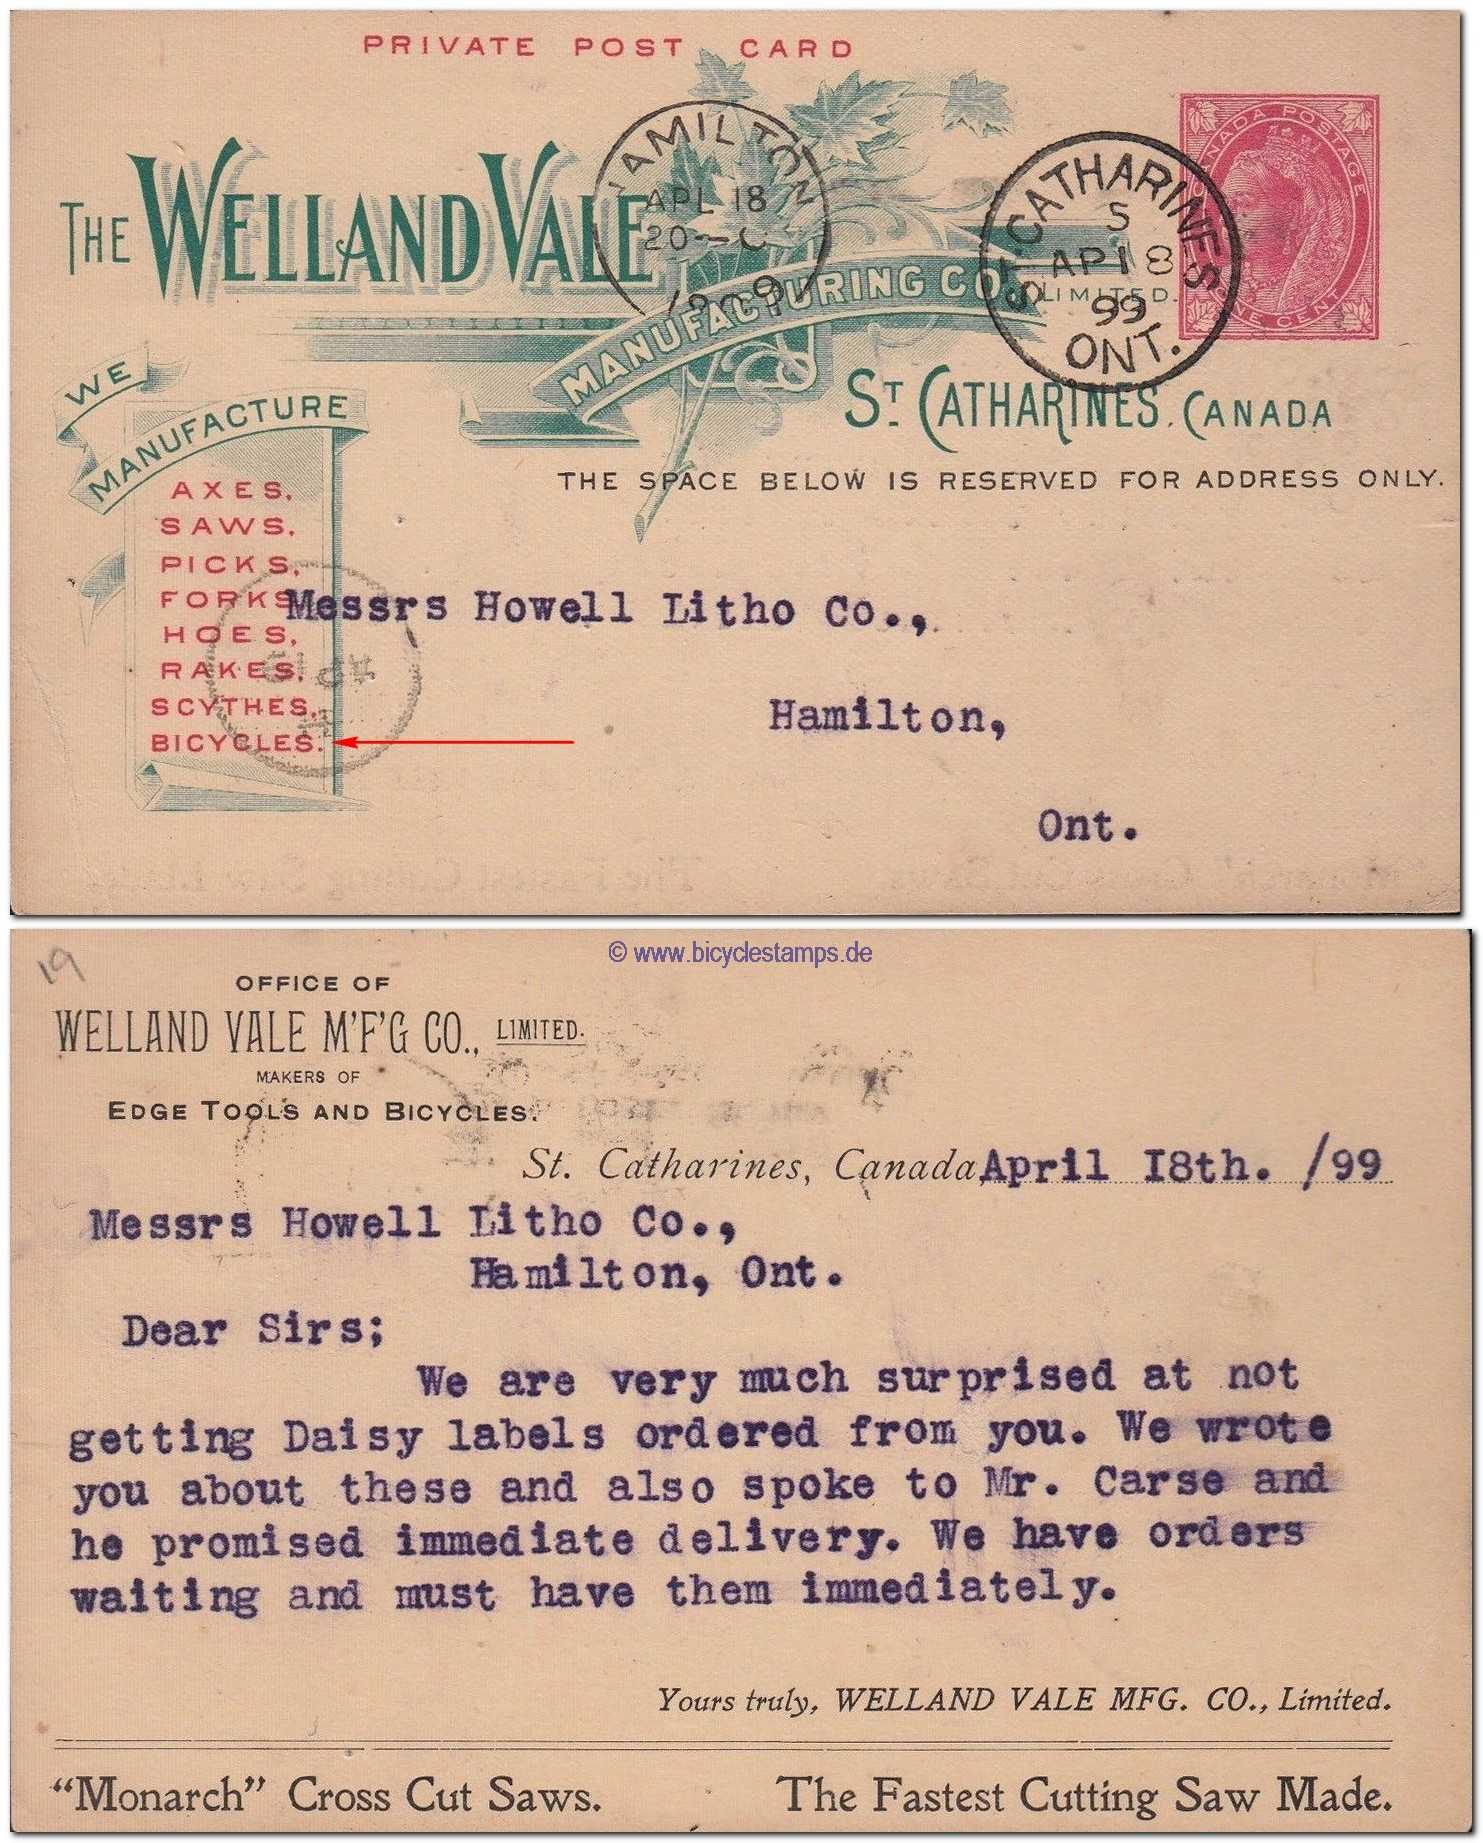 PRIVATE POST CARD
CANADA POSTAGE
ONE CENT
THE WELLAND VALE
MANUFACTURING CO.
LIMITED.
ST. CATHARINES, CANADA
HAMILTON
APL 18
ST. CATHARINES
5
AP 18
99
ONT.
WE
MANUFACTURE
AXES,
SAWS,
PICKS,
FORKS,
HOES,
RAKES,
SCYTHES,
BICYCLES.
THE SPACE BELOW IS RESERVED FOR ADDRESS ONLY.
Messrs Howell Litho Co.,
Hamilton,
Ont.
© www.bicyclestamps.de
19
OFFICE OF
WELLAND VALE M'F'G CO., LIMITED.
MAKERS OF
EDGE TOOLS AND BICYCLES.
St. Catharines, Canada, April I8th. /99
Messrs Howell Litho Co.,
Hamilton, Ont.
Dear Sirs;
We are very much surprised at not
getting Daisy labels ordered from you. We wrote
you about these and also spoke to Mr. Carse and
he promised immediate delivery. We have orders
waiting and must have them immediately.
Yours truly, WELLAND VALE MFG. CO., Limited.
"Monarch" Cross Cut Saws. The Fastest Cutting Saw Made.